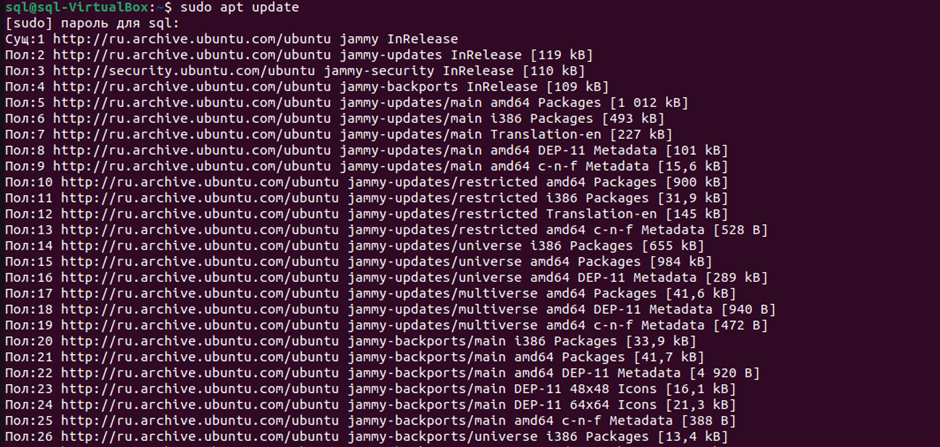 sql@sql-VirtualBox:~$ sudo apt update
[sudo] пароль для sql:
Сущ:1 http://ru.archive.ubuntu.com/ubuntu jammy InRelease
Пол:2 http://ru.archive.ubuntu.com/ubuntu jammy-updates InRelease [119 kB]
Пол:3 http://security.ubuntu.com/ubuntu jammy-security InRelease [110 kB]
Пол:4 http://ru.archive.ubuntu.com/ubuntu jammy-backports InRelease [109 kB]
Пол:5 http://ru.archive.ubuntu.com/ubuntu jammy-updates/main amd64 Packages [1 012 kB]
Пол:6 http://ru.archive.ubuntu.com/ubuntu jammy-updates/main i386 Packages [493 kB]
Пол:7 http://ru.archive.ubuntu.com/ubuntu jammy-updates/main Translation-en [227 kB]
Пол:8 http://ru.archive.ubuntu.com/ubuntu jammy-updates/main amd64 DEP-11 Metadata [101 kB]
Пол:9 http://ru.archive.ubuntu.com/ubuntu jammy-updates/main amd64 c-n-f Metadata [15,6 kB]
Пол:10 http://ru.archive.ubuntu.com/ubuntu jammy-updates/restricted amd64 Packages [900 kB]
Пол:11 http://ru.archive.ubuntu.com/ubuntu jammy-updates/restricted i386 Packages [31,9 kB]
Пол:12 http://ru.archive.ubuntu.com/ubuntu jammy-updates/restricted Translation-en [145 kB]
Пол:13 http://ru.archive.ubuntu.com/ubuntu jammy-updates/restricted amd64 c-n-f Metadata [528 B]
Пол:14 http://ru.archive.ubuntu.com/ubuntu jammy-updates/universe i386 Packages [655 kB]
Пол:15 http://ru.archive.ubuntu.com/ubuntu jammy-updates/universe amd64 Packages [984 kB]
Пол:16 http://ru.archive.ubuntu.com/ubuntu jammy-updates/universe amd64 DEP-11 Metadata [289 kB]
Пол:17 http://ru.archive.ubuntu.com/ubuntu jammy-updates/multiverse amd64 Packages [41,6 kB]
Пол:18 http://ru.archive.ubuntu.com/ubuntu jammy-updates/multiverse amd64 DEP-11 Metadata [940 B]
Пол:19 http://ru.archive.ubuntu.com/ubuntu jammy-updates/multiverse amd64 c-n-f Metadata [472 B]
Пол:20 http://ru.archive.ubuntu.com/ubuntu jammy-backports/main i386 Packages [33,9 kB]
Пол:21 http://ru.archive.ubuntu.com/ubuntu jammy-backports/main amd64 Packages [41,7 kB]
Пол:22 http://ru.archive.ubuntu.com/ubuntu jammy-backports/main amd64 DEP-11 Metadata [4 920 B]
Пол:23 http://ru.archive.ubuntu.com/ubuntu jammy-backports/main DEP-11 48x48 Icons [16,1 kB]
Пол:24 http://ru.archive.ubuntu.com/ubuntu jammy-backports/main DEP-11 64x64 Icons [21,3 kB]
Пол:25 http://ru.archive.ubuntu.com/ubuntu jammy-backports/main amd64 c-n-f Metadata [388 B]
Пол:26 http://ru.archive.ubuntu.com/ubuntu jammy-backports/universe i386 Packages [13,4 kB]